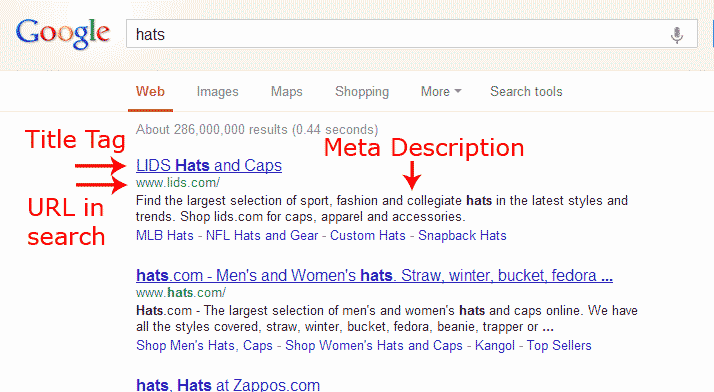 Google
hats
Web Images Maps Shopping More Search tools
About 286,000,000 results (0.44 seconds)
Title Tag
Meta Description
LIDS Hats and Caps
www.lids.com/
URL in
search
Find the largest selection of sport, fashion and collegiate hats in the latest styles and
trends. Shop lids.com for caps, apparel and accessories.
MLB Hats - NFL Hats and Gear - Custom Hats - Snapback Hats
hats.com - Men's and Women's hats. Straw, winter, bucket, fedora ...
www.hats.com/
Hats.com - The largest selection of men's and women's hats and caps online. We have
all the styles covered, straw, winter, bucket, fedora, beanie, trapper or ...
Shop Men's Hats, Caps - Shop Women's Hats and Caps - Kangol - Top Sellers
hats, Hats at Zappos.com